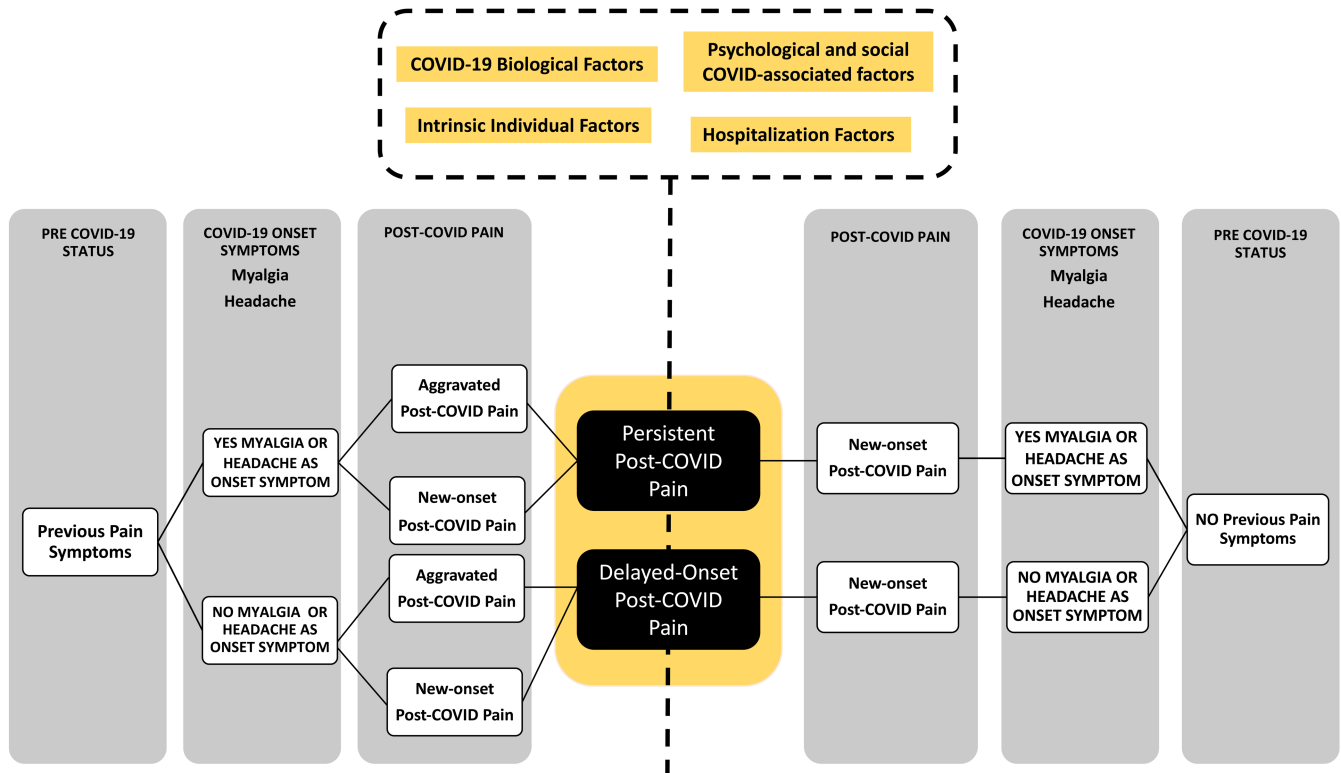 COVID-19 Biological Factors
Psychological and social
COVID-associated factors
Intrinsic Individual Factors
Hospitalization Factors
PRE COVID-19
STATUS
COVID-19 ONSET
SYMPTOMS
Myalgia
Headache
POST-COVID PAIN
POST-COVID PAIN
COVID-19 ONSET
SYMPTOMS
Myalgia
Headache
PRE COVID-19
STATUS
Previous Pain
Symptoms
YES MYALGIA OR
HEADACHE AS
ONSET SYMPTOM
NO MYALGIA OR
HEADACHE AS
ONSET SYMPTOM
Aggravated
Post-COVID Pain
New-onset
Post-COVID Pain
Aggravated
Post-COVID Pain
New-onset
Post-COVID Pain
Persistent
Post-COVID
Pain
Delayed-Onset
Post-COVID
Pain
New-onset
Post-COVID Pain
New-onset
Post-COVID Pain
YES MYALGIA OR
HEADACHE AS
ONSET SYMPTOM
NO MYALGIA OR
HEADACHE AS
ONSET SYMPTOM
NO Previous Pain
Symptoms